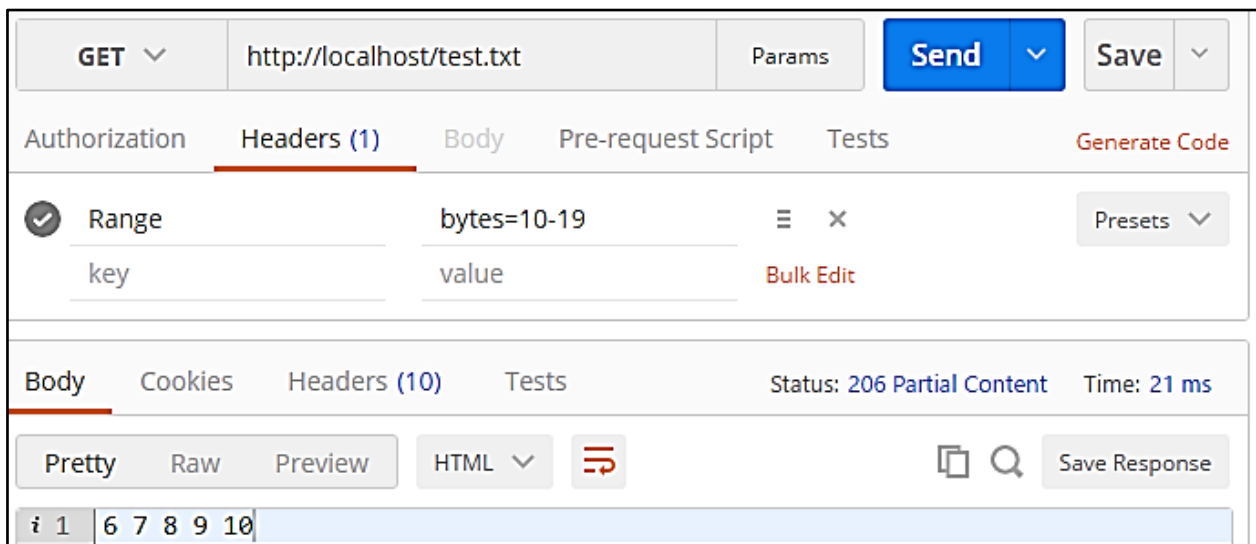 GET http://localhost/test.txt Params Send Save
Authorization Headers (1) Body Pre-request Script Tests Generate Code
Range bytes=10-19 Presets
key value Bulk Edit
Body Cookies Headers (10) Tests Status: 206 Partial Content Time: 21 ms
Pretty Raw Preview HTML Save Response
i 1 6 7 8 9 10